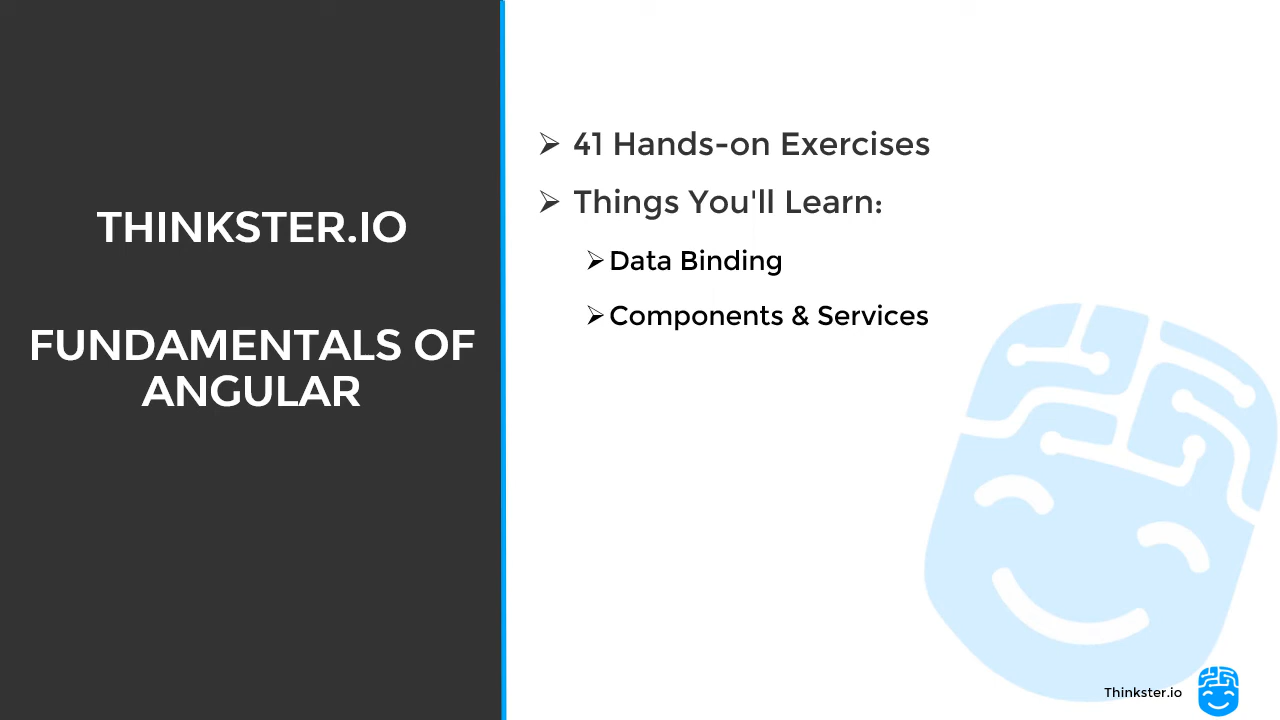 THINKSTER.IO
FUNDAMENTALS OF
ANGULAR
41 Hands-on Exercises
Things You'll Learn:
Data Binding
Components & Services
Thinkster.io